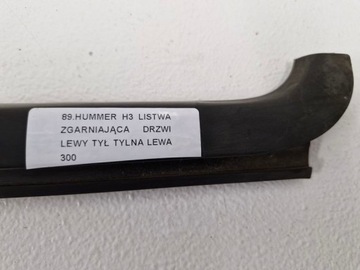 89.HUMMER H3 LISTWA
ZGARNIAJĄCA DRZWI
LEWY TYŁ TYLNA LEWA
300